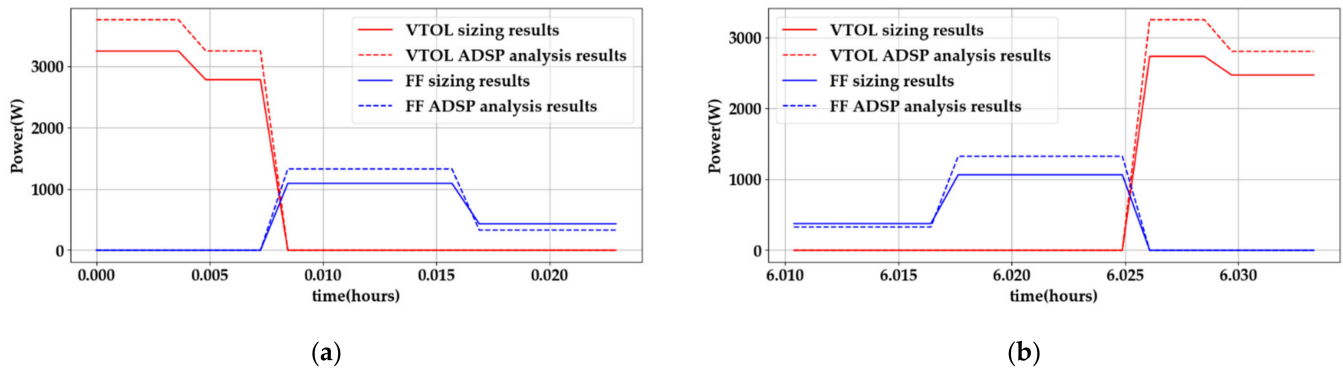 VTOL sizing results
VTOL ADSP analysis results
FF sizing results
FF ADSP analysis results
Power(W)
3000
2000
1000
0
0.000
0.005
0.010
0.015
0.020
time(hours)
(a)
VTOL sizing results
VTOL ADSP analysis results
FF sizing results
FF ADSP analysis results
Power(W)
3000
2000
1000
0
6.010
6.015
6.020
6.025
6.030
time(hours)
(b)